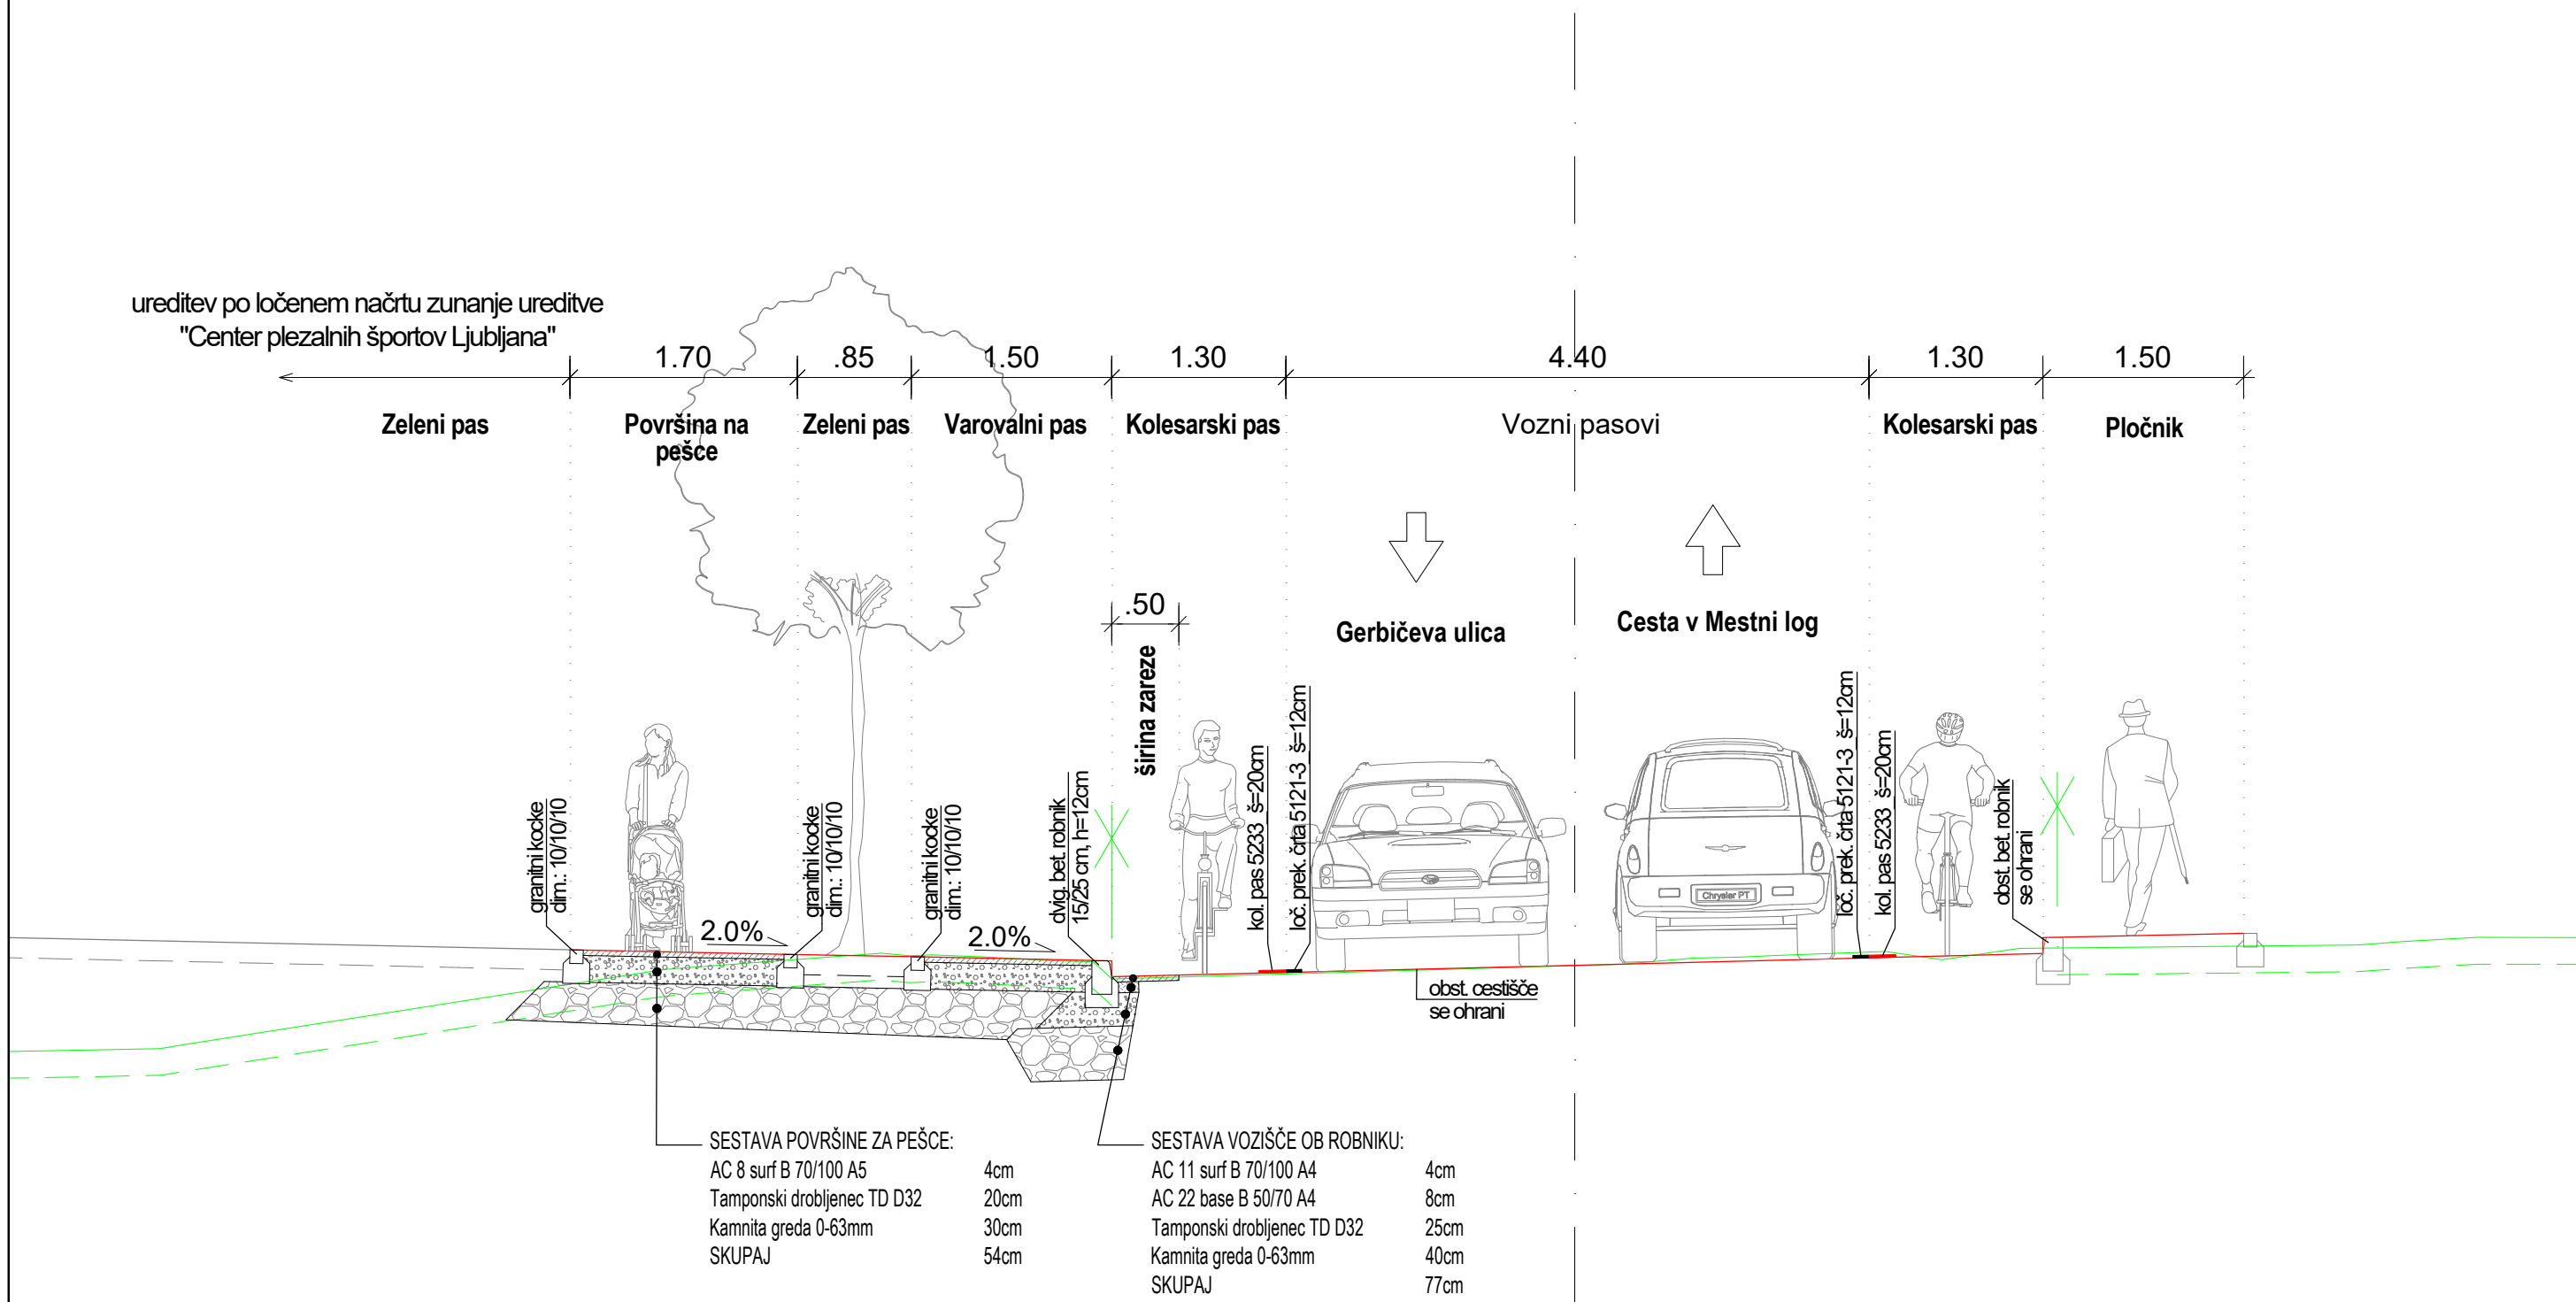 ureditev po ločenem načrtu zunanje ureditve
"Center plezalnih športov Ljubljana"
1.70
.85
1.50
1.30
4.40
1.30
1.50
Zeleni pas
Površina na
pešce
Zeleni pas
Varovalni pas
Kolesarski pas
Vozni pasovi
Kolesarski pas
Pločnik
.50
širina zareze
Gerbičeva ulica
Cesta v Mestni log
granitni kocke
dim.: 10/10/10
2.0%
granitni kocke
dim.: 10/10/10
granitni kocke
dim.: 10/10/10
2.0%
dvig. bet. robnik
15/25 cm, h=12cm
kol. pas 5233 š=20cm
loč. prek. črta 5121-3 š=12cm
Chrysler PT
loč. prek. črta 5121-3 š=12cm
kol. pas 5233 š=20cm
obst. bet. robnik
se ohrani
obst. cestišče
se ohrani
SESTAVA POVRŠINE ZA PEŠCE:
AC 8 surf B 70/100 A5 4cm
Tamponski drobljenec TD D32 20cm
Kamnita greda 0-63mm 30cm
SKUPAJ 54cm
SESTAVA VOZIŠČE OB ROBNIKU:
AC 11 surf B 70/100 A4 4cm
AC 22 base B 50/70 A4 8cm
Tamponski drobljenec TD D32 25cm
Kamnita greda 0-63mm 40cm
SKUPAJ 77cm